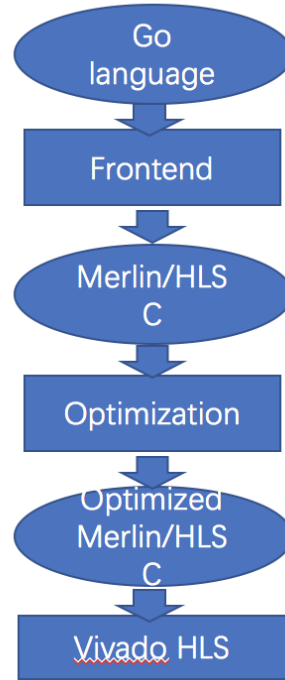 Go
language
Frontend
Merlin/HLS
C
Optimization
Optimized
Merlin/HLS
C
Vivado HLS